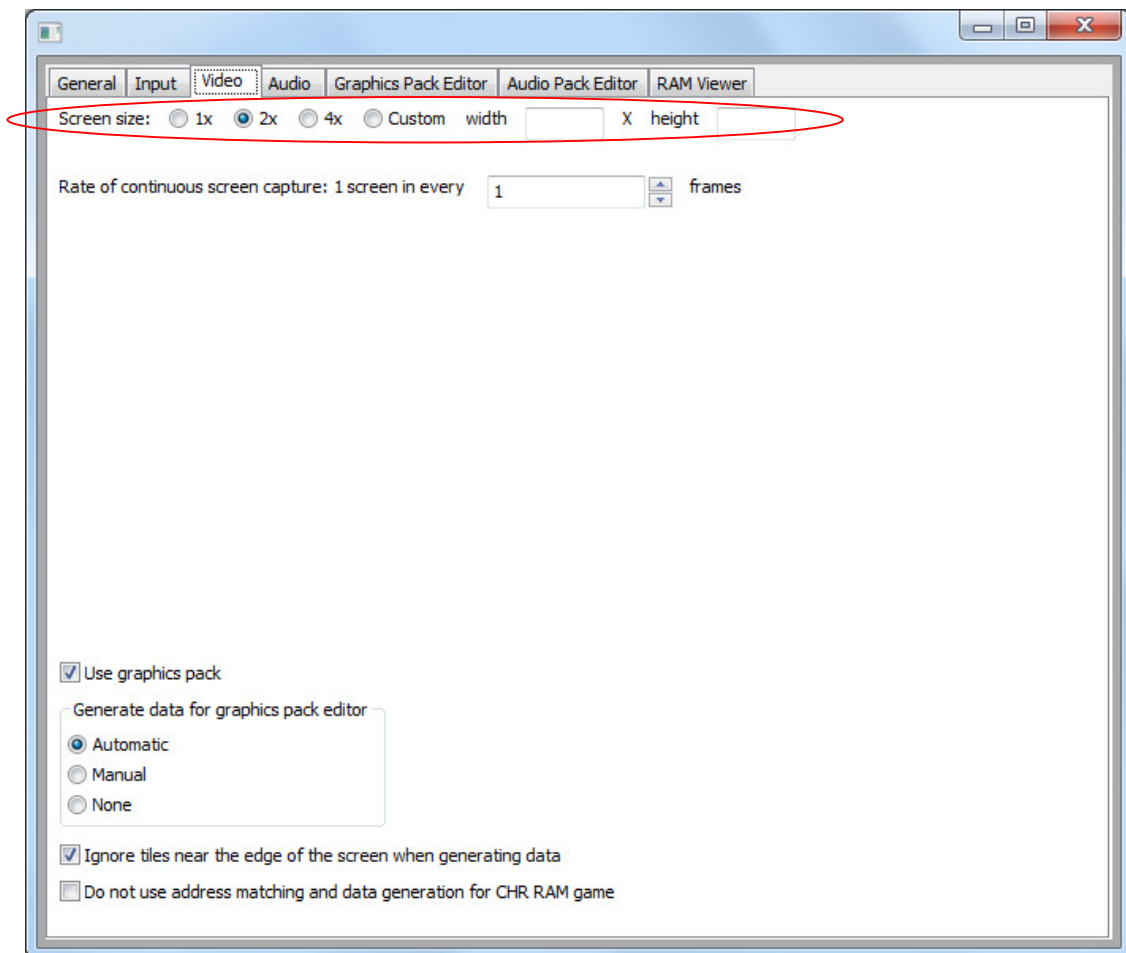 General Input Video Audio Graphics Pack Editor Audio Pack Editor RAM Viewer
Screen size: 1x 2x 4x Custom width X height
Rate of continuous screen capture: 1 screen in every 1 frames
Use graphics pack
Generate data for graphics pack editor
Automatic
Manual
None
Ignore tiles near the edge of the screen when generating data
Do not use address matching and data generation for CHR RAM game